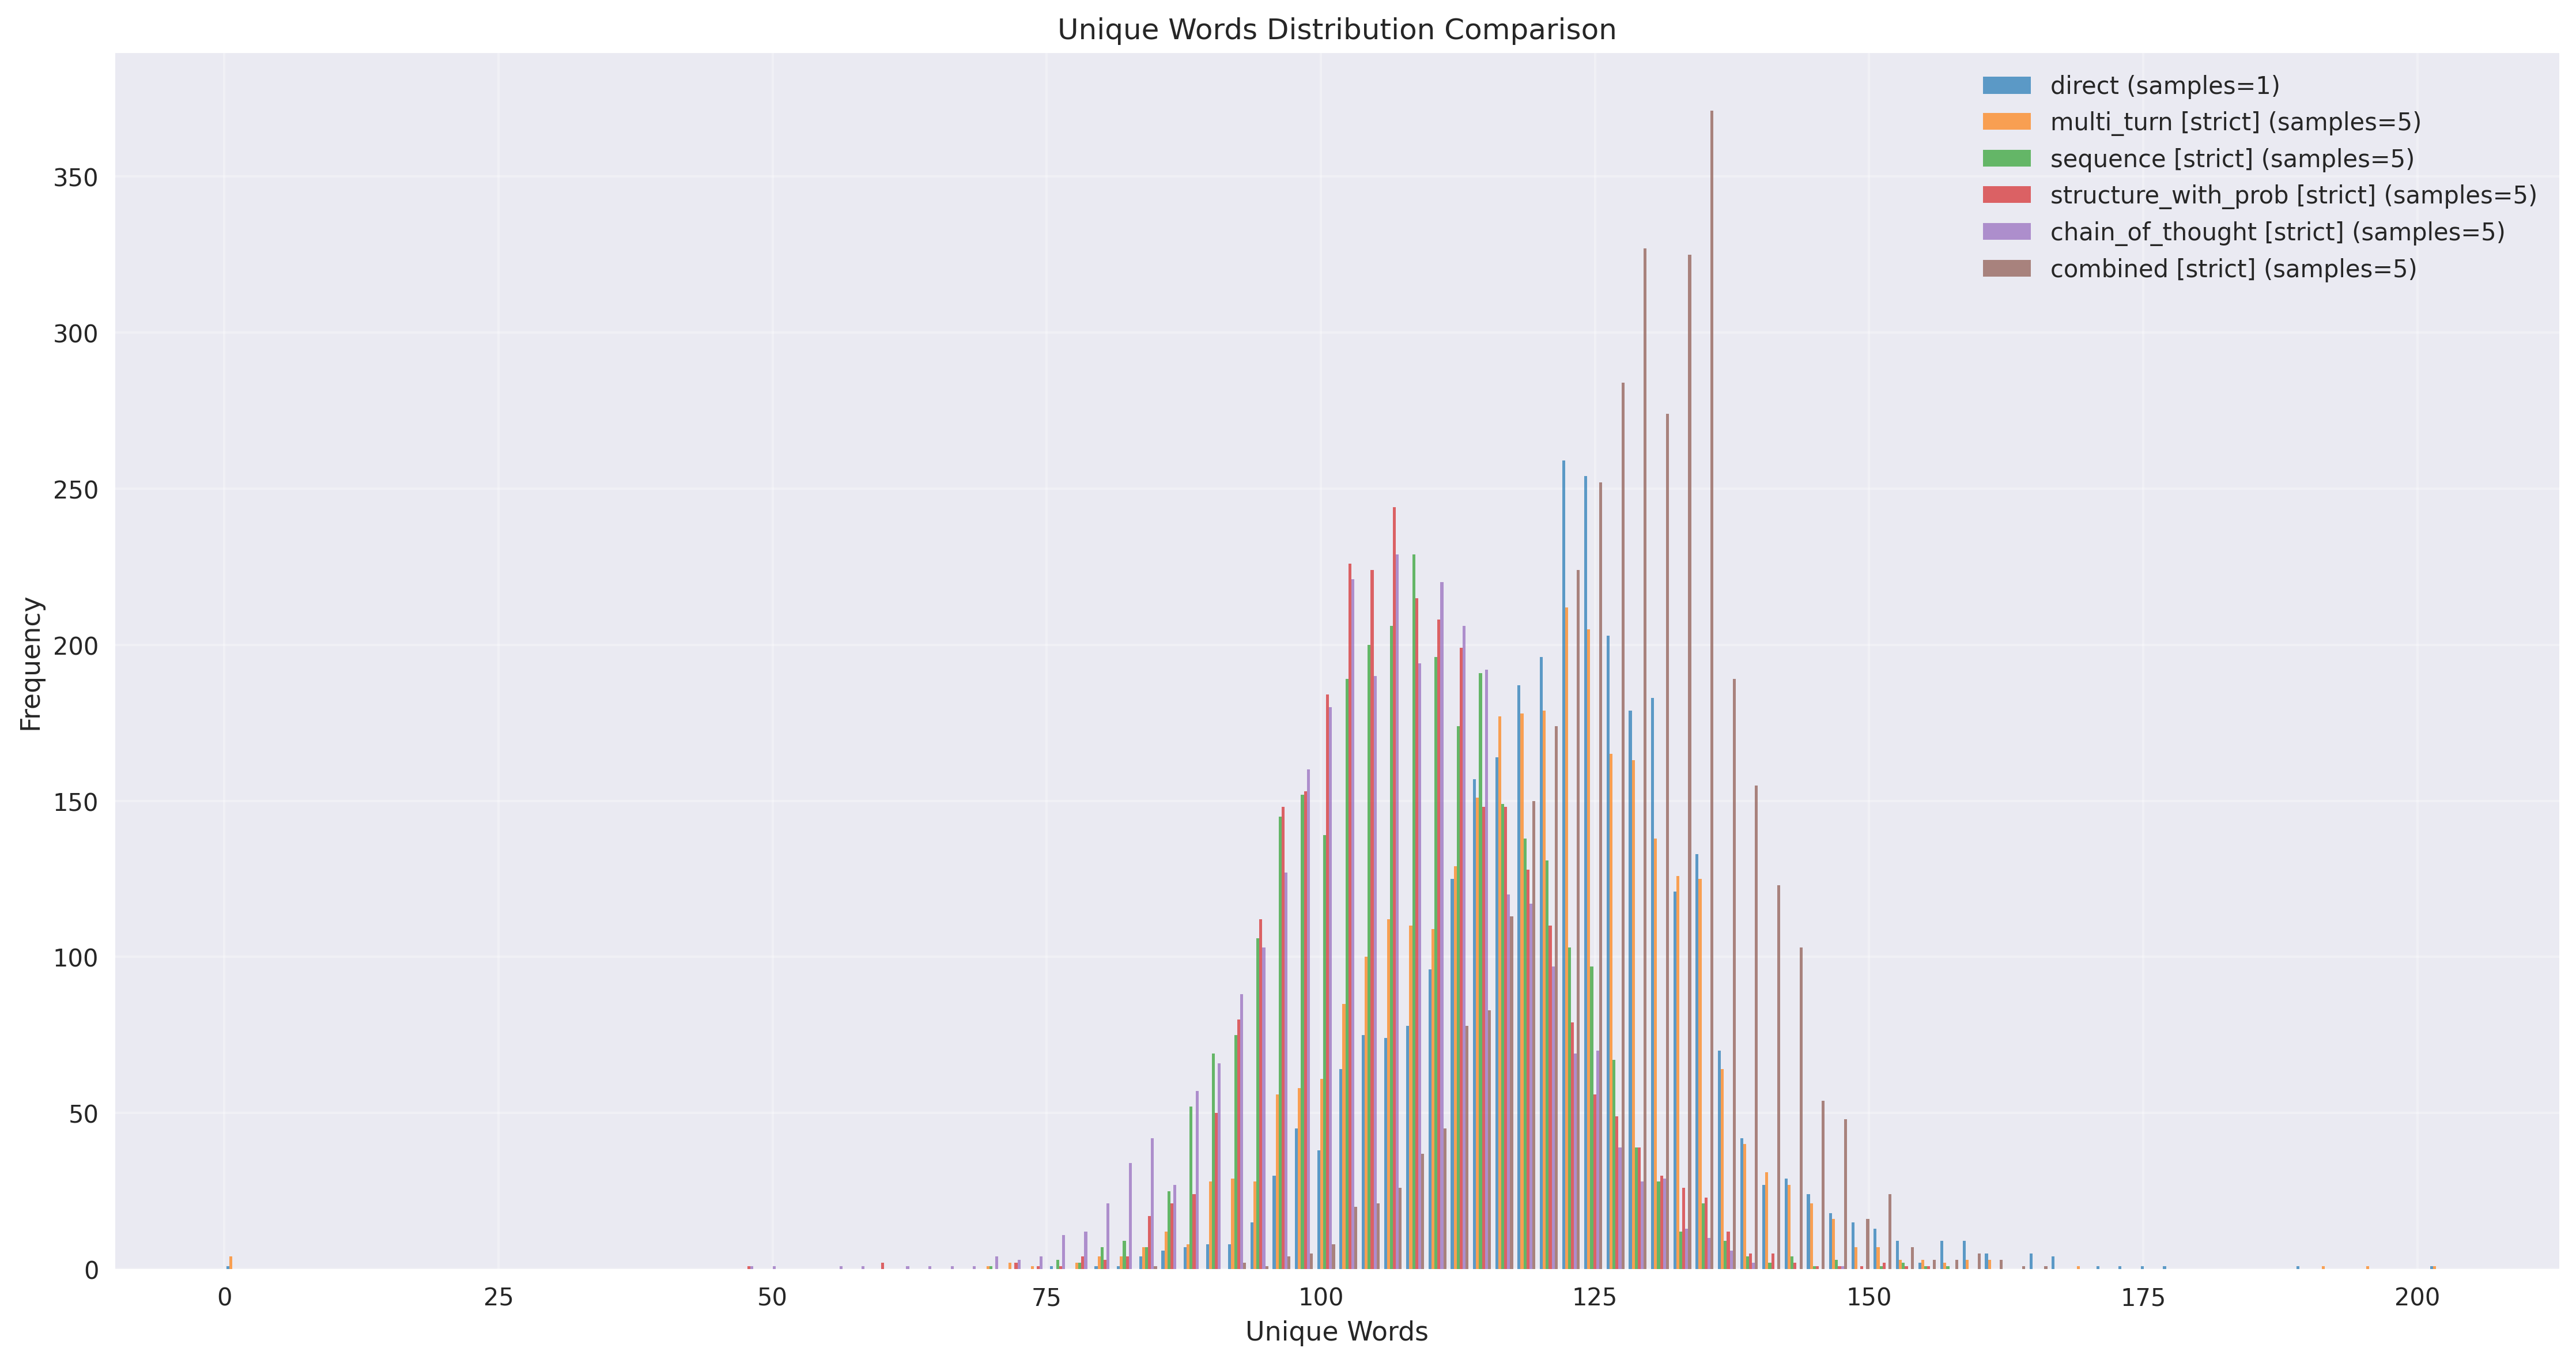 Unique Words Distribution Comparison
direct (samples=1)
multi_turn [strict] (samples=5)
sequence [strict] (samples=5)
structure_with_prob [strict] (samples=5)
chain_of_thought [strict] (samples=5)
combined [strict] (samples=5)
Frequency
350
300
250
200
150
100
50
0
0 25 50 75 100 125 150 175 200
Unique Words